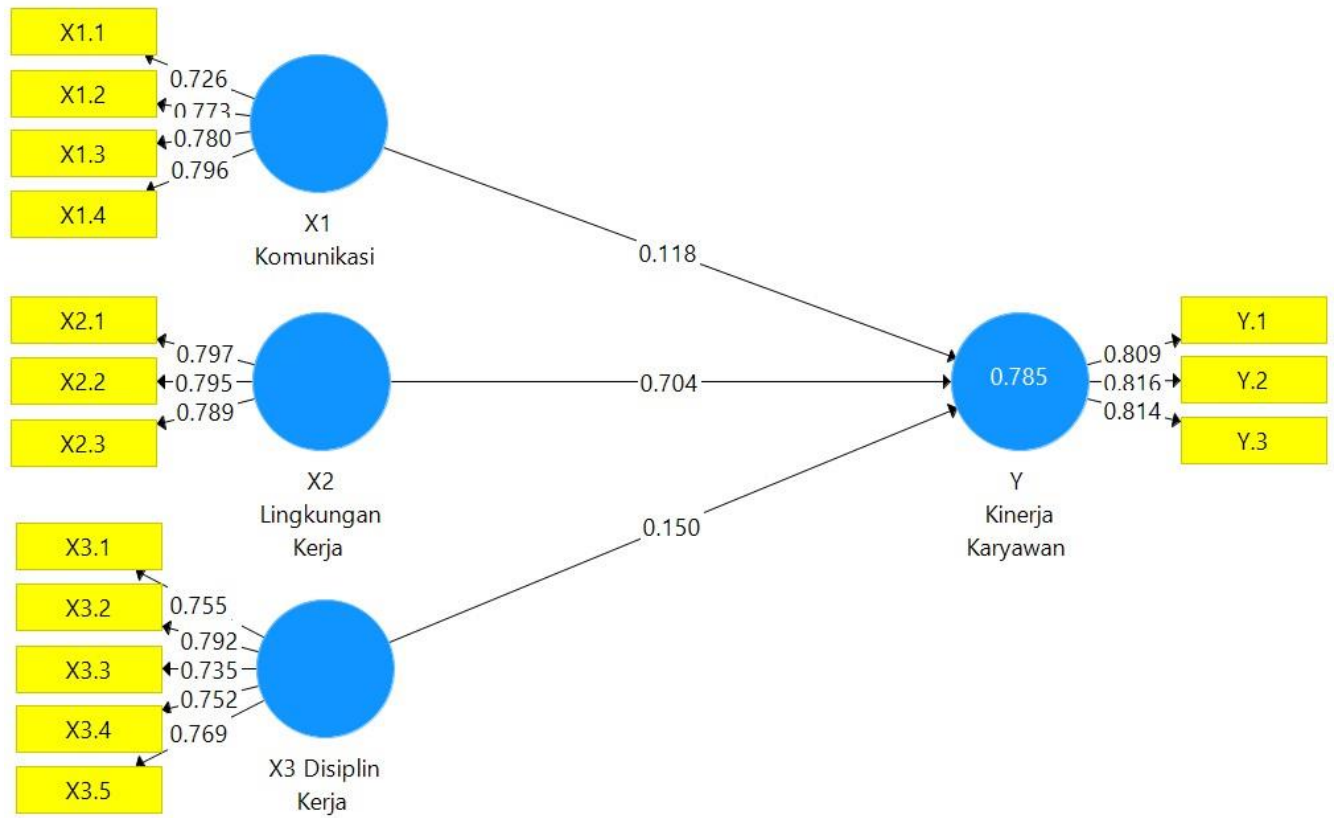 X1.1
X1.2
X1.3
X1.4
0.726
0.773
0.780
0.796
X1
Komunikasi
0.118
X2.1
X2.2
X2.3
0.797
0.795
0.789
X2
Lingkungan
Kerja
0.704
X3.1
X3.2
X3.3
X3.4
X3.5
0.755
0.792
0.735
0.752
0.769
X3 Disiplin
Kerja
0.150
0.785
Y
Kinerja
Karyawan
0.809
0.816
0.814
Y.1
Y.2
Y.3